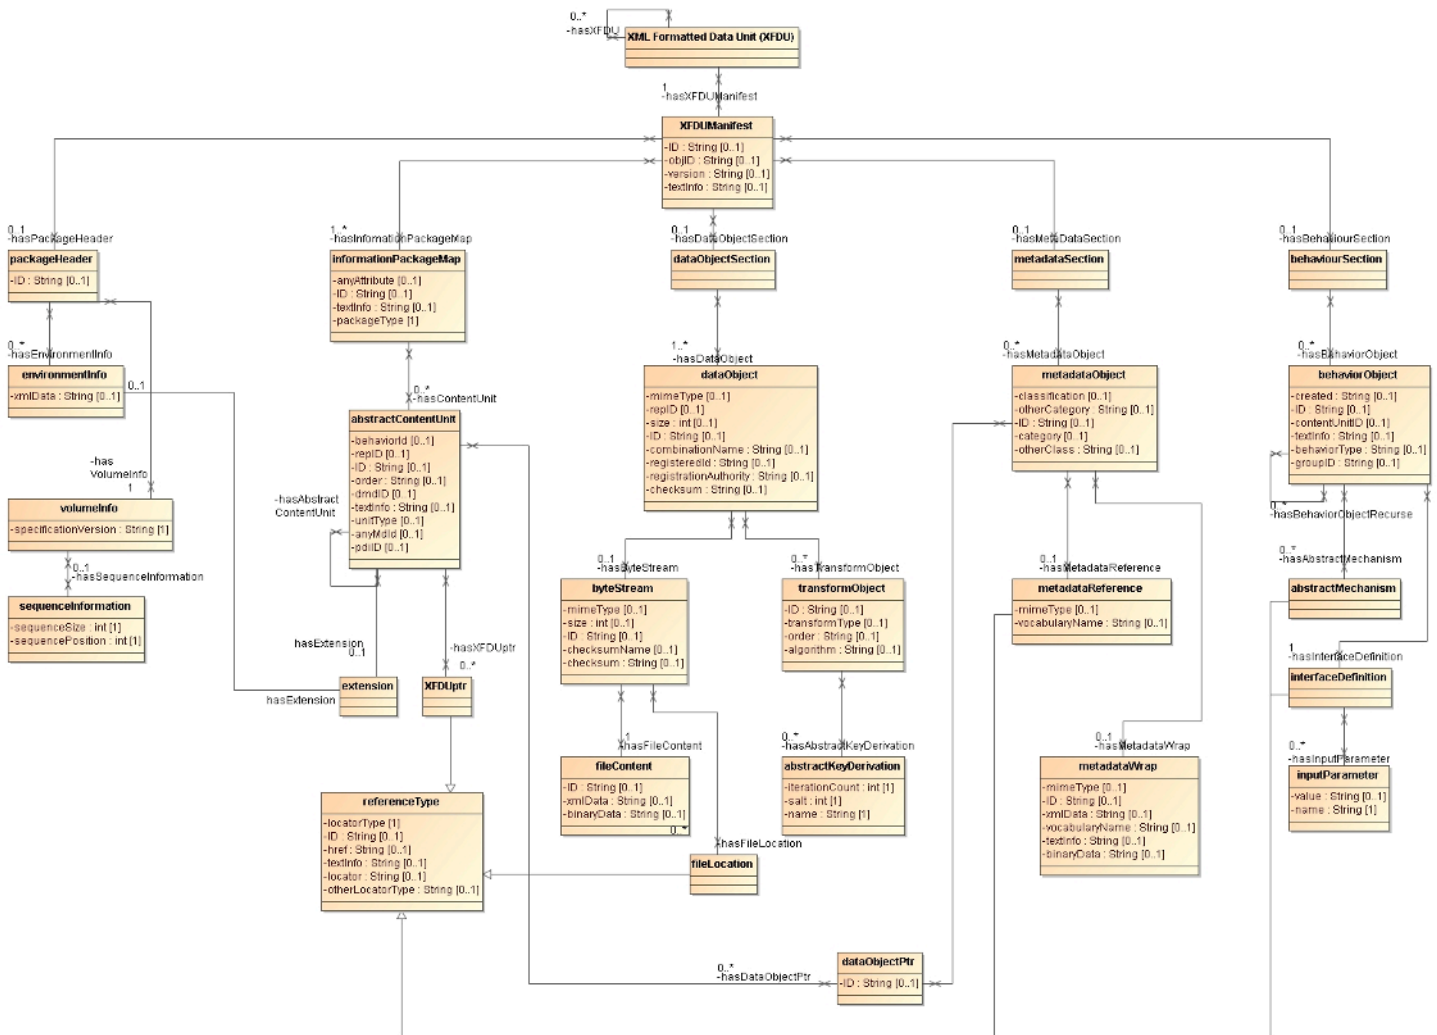 0..*
-hasXFDU
XML Formatted Data Unit (XFDU)
1
-hasXFDUManifest
XFDUManifest
-ID : String [0..1]
-objID : String [0..1]
-version : String [0..1]
-textInfo : String [0..1]
0..1
-hasPackageHeader
packageHeader
-ID : String [0..1]
1..*
-hasInfomationPackageMap
informationPackageMap
-anyAttribute [0..1]
-ID : String [0..1]
-textInfo : String [0..1]
-packageType [1]
0..1
-hasDataObjectSection
dataObjectSection
0..1
-hasMetaDataSection
metadataSection
0..1
-hasBehaviourSection
behaviourSection
0..*
-hasEnvironmentInfo
environmentInfo
-xmlData : String [0..1]
0..1
0..*
-hasContentUnit
abstractContentUnit
-behaviorId [0..1]
-repID [0..1]
-ID : String [0..1]
-order : String [0..1]
-dmdID [0..1]
-textInfo : String [0..1]
-unitType [0..1]
-anyMdId [0..1]
-pdiID [0..1]
-hasAbstract
ContentUnit
1..*
-hasDataObject
dataObject
-mimeType [0..1]
-repID [0..1]
-size : int [0..1]
-ID : String [0..1]
-combinationName : String [0..1]
-registeredId : String [0..1]
-registrationAuthority : String [0..1]
-checksum : String [0..1]
0..*
-hasMetadataObject
metadataObject
-classification [0..1]
-otherCategory : String [0..1]
-ID : String [0..1]
-category [0..1]
-otherClass : String [0..1]
0..*
-hasBehaviorObject
behaviorObject
-created : String [0..1]
-ID : String [0..1]
-contentUnitID : String [0..1]
-textInfo : String [0..1]
-behaviorType : String [0..1]
-groupID : String [0..1]
0..*
-hasBehaviorObjectRecurse
-has
VolumeInfo
1
volumeInfo
-specificationVersion : String [1]
0..1
-hasSequenceInformation
sequenceInformation
-sequenceSize : int [1]
-sequencePosition : int [1]
0..1
-hasByteStream
byteStream
-mimeType [0..1]
-size : int [0..1]
-ID : String [0..1]
-checksumName [0..1]
-checksum : String [0..1]
0..*
-hasTransformObject
transformObject
-ID : String [0..1]
-transformType [0..1]
-order : String [0..1]
-algorithm : String [0..1]
0..1
-hasMetadataReference
metadataReference
-mimeType [0..1]
-vocabularyName : String [0..1]
0..*
-hasAbstractMechanism
abstractMechanism
hasExtension
0..1
-hasXFDUptr
0..*
hasExtension
extension
XFDUptr
1
-hasInterfaceDefinition
interfaceDefinition
1
-hasFileContent
fileContent
-ID : String [0..1]
-xmlData : String [0..1]
-binaryData : String [0..1]
0..*
-hasAbstractKeyDerivation
abstractKeyDerivation
-iterationCount : int [1]
-salt : int [1]
-name : String [1]
0..1
-hasMetadataWrap
metadataWrap
-mimeType [0..1]
-ID : String [0..1]
-xmlData : String [0..1]
-vocabularyName : String [0..1]
-textInfo : String [0..1]
-binaryData : String [0..1]
0..*
-hasInputParameter
inputParameter
-value : String [0..1]
-name : String [1]
referenceType
-locatorType [1]
-ID : String [0..1]
-href : String [0..1]
-textInfo : String [0..1]
-locator : String [0..1]
-otherLocatorType : String [0..1]
0..*
-hasFileLocation
fileLocation
0..*
-hasDataObjectPtr
dataObjectPtr
-ID : String [0..1]